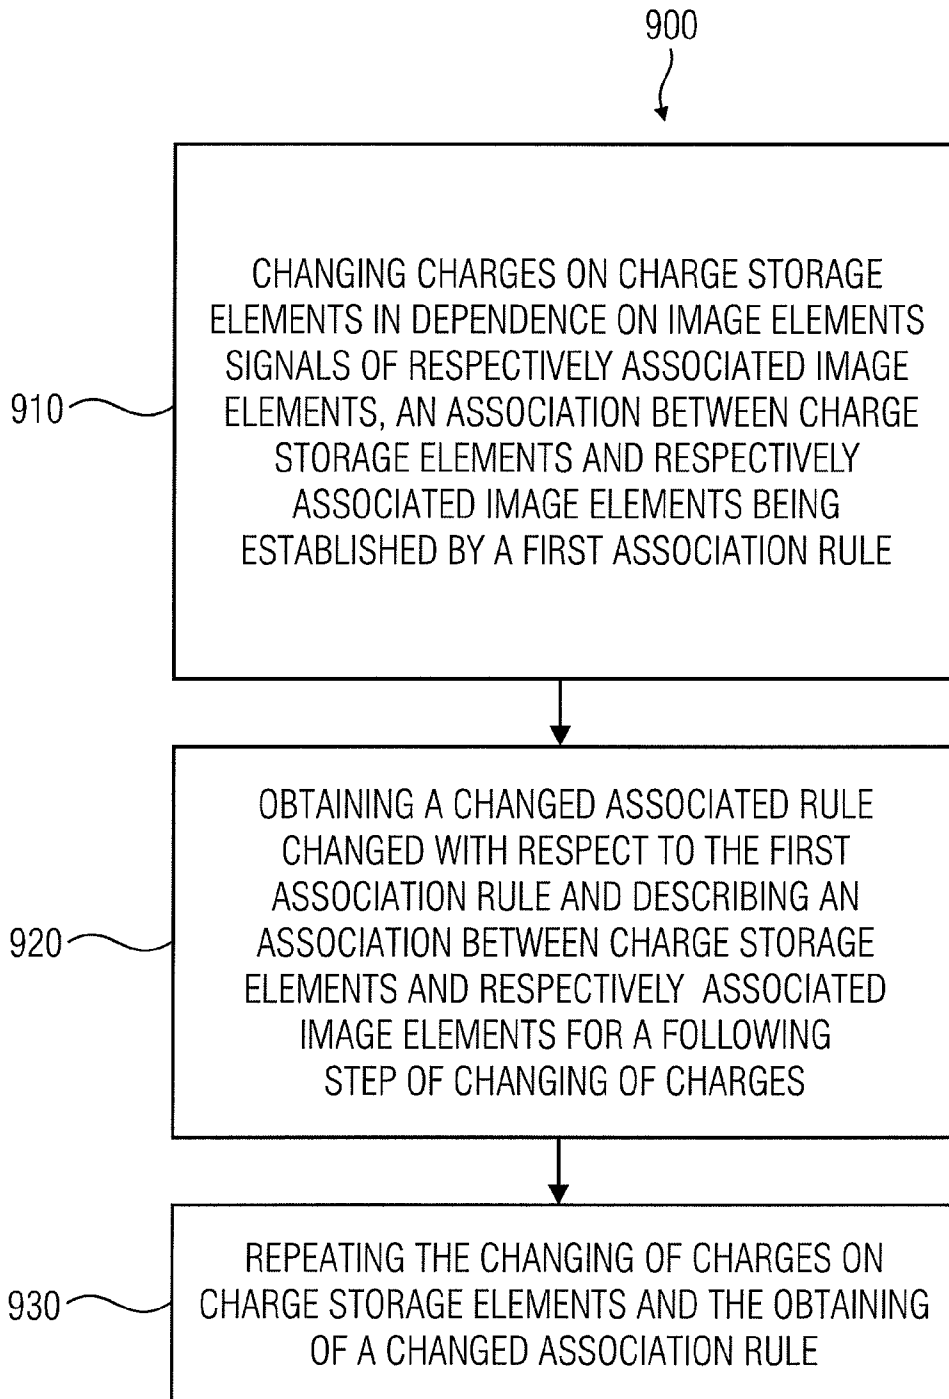 900
CHANGING CHARGES ON CHARGE STORAGE
ELEMENTS IN DEPENDENCE ON IMAGE ELEMENTS
SIGNALS OF RESPECTIVELY ASSOCIATED IMAGE
910
ELEMENTS, AN ASSOCIATION BETWEEN CHARGE
STORAGE ELEMENTS AND RESPECTIVELY
ASSOCIATED IMAGE ELEMENTS BEING
ESTABLISHED BY A FIRST ASSOCIATION RULE
OBTAINING A CHANGED ASSOCIATED RULE
CHANGED WITH RESPECT TO THE FIRST
ASSOCIATION RULE AND DESCRIBING AN
920
ASSOCIATION BETWEEN CHARGE STORAGE
ELEMENTS AND RESPECTIVELY ASSOCIATED
IMAGE ELEMENTS FOR A FOLLOWING
STEP OF CHANGING OF CHARGES
REPEATING THE CHANGING OF CHARGES ON
930
CHARGE STORAGE ELEMENTS AND THE OBTAINING
OF A CHANGED ASSOCIATION RULE